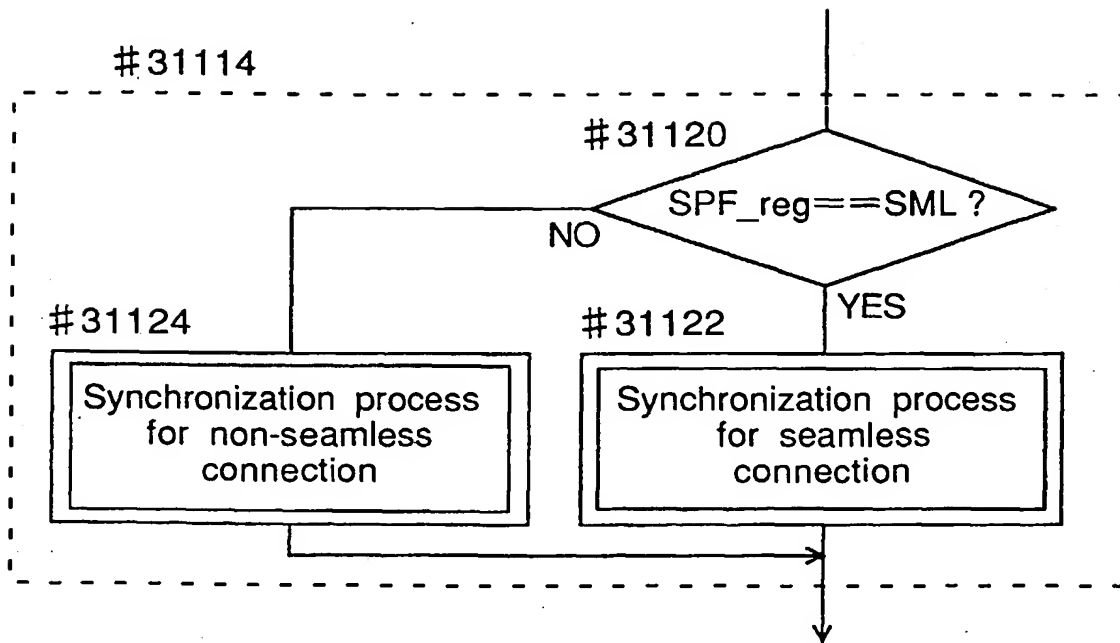 #31114
#31120
SPF_reg==SML ?
NO
YES
#31124
#31122
Synchronization process
for non-seamless
connection
Synchronization process
for seamless
connection